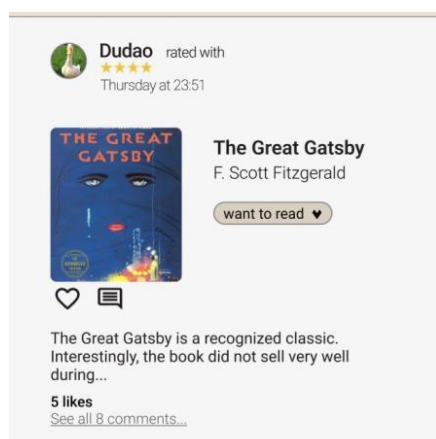 Dudao rated with
Thursday at 23:51
THE GREAT
GATSBY
The Great Gatsby
F. Scott Fitzgerald
want to read
The Great Gatsby is a recognized classic.
Interestingly, the book did not sell very well
during...
5 likes
See all 8 comments...